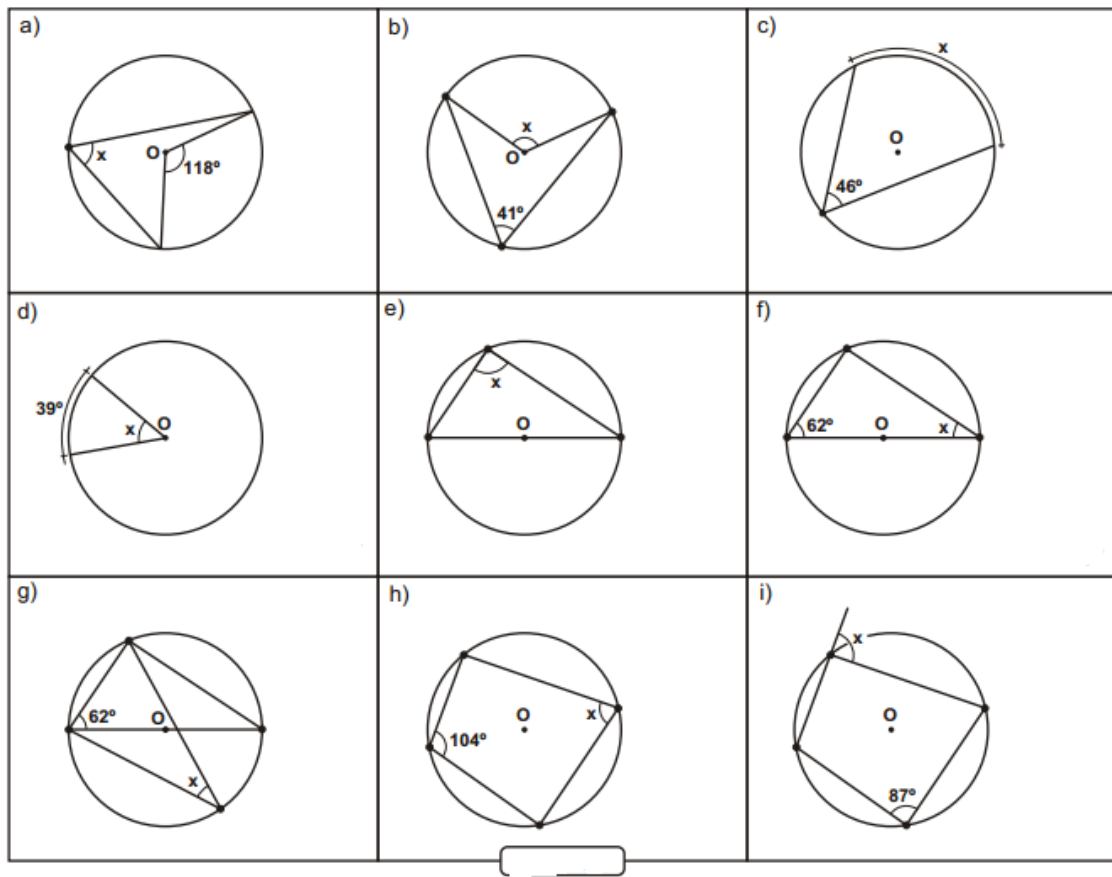 a)
x
O
118º
b)
x
O
41º
c)
x
O
46º
d)
39º
x
O
e)
x
O
f)
62º
O
x
g)
62º
O
x
h)
O
x
104º
i)
x
O
87º